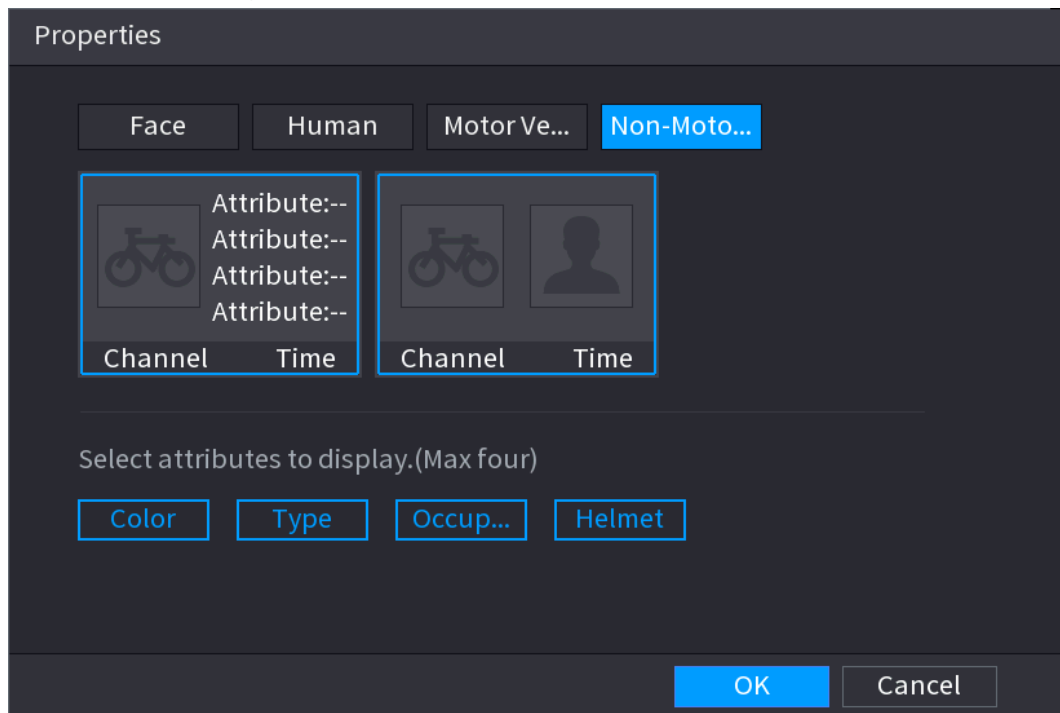 Properties
Face Human Motor Ve... Non-Moto...
Attribute:--
Attribute:--
Attribute:--
Attribute:--
Channel Time Channel Time
Select attributes to display.(Max four)
Color Type Occup... Helmet
OK Cancel